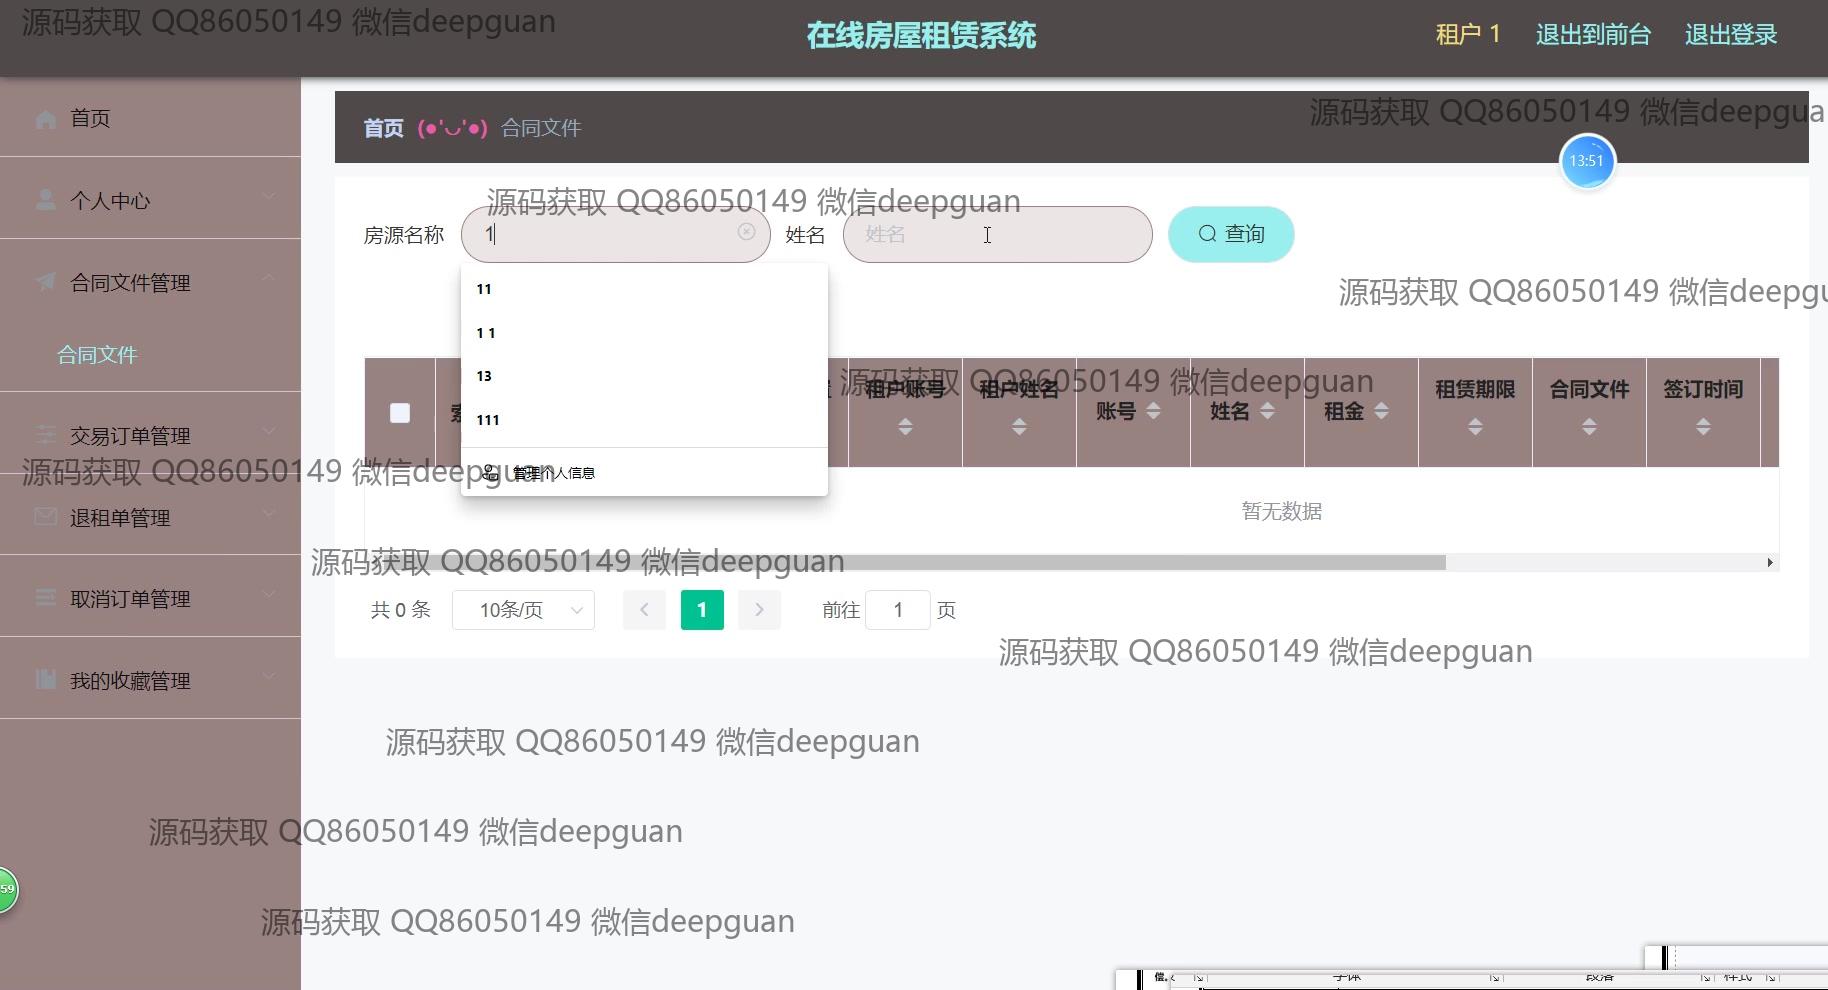 源码获取 QQ86050149 微信deepguan
在线房屋租赁系统
租户 1
退出到前台
退出登录
首页
个人中心
合同文件管理
合同文件
交易订单管理
退租单管理
取消订单管理
我的收藏管理
首页 (●'◡'●) 合同文件
源码获取 QQ86050149 微信deepgua
13:51
源码获取 QQ86050149 微信deepguan
房源名称 1
姓名 姓名
查询
源码获取 QQ86050149 微信deepgu
11
1 1
13
111
管理个人信息
源码获取 QQ86050149 微信deepguan
租户账号
租户姓名
账号
姓名
租金
租赁期限
合同文件
签订时间
源码获取 QQ86050149 微信deepguan
暂无数据
源码获取 QQ86050149 微信deepguan
共 0 条 10条/页 1 前往 1 页
源码获取 QQ86050149 微信deepguan
源码获取 QQ86050149 微信deepguan
源码获取 QQ86050149 微信deepguan
59
源码获取 QQ86050149 微信deepguan
字体
段落
样式